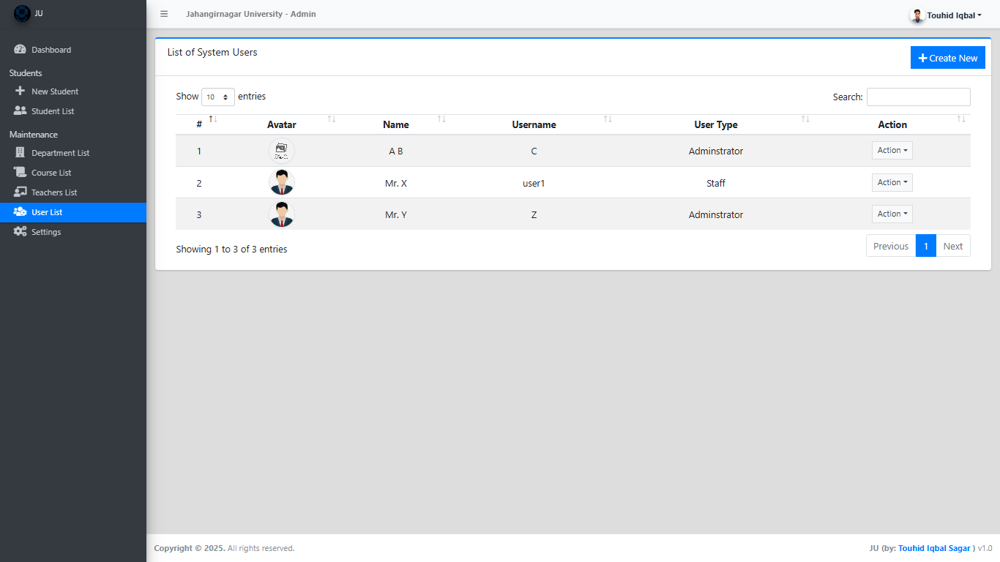 JU
Jahangirnagar University - Admin
Touhid Iqbal
Dashboard
Students
New Student
Student List
Maintenance
Department List
Course List
Teachers List
User List
Settings
List of System Users
Create New
Show 10 entries
Search:
# Avatar Name Username User Type Action
1 A B C Adminstrator Action
2 Mr. X user1 Staff Action
3 Mr. Y Z Adminstrator Action
Showing 1 to 3 of 3 entries
Previous 1 Next
Copyright © 2025. All rights reserved.
JU (by: Touhid Iqbal Sagar ) v1.0